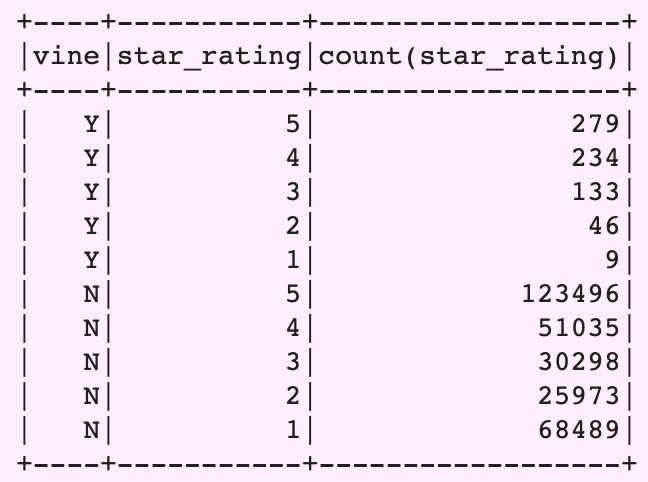 +----+-----------+------------------+
|vine|star_rating|count(star_rating)|
+----+-----------+------------------+
|   Y|          5|               279|
|   Y|          4|               234|
|   Y|          3|               133|
|   Y|          2|                46|
|   Y|          1|                 9|
|   N|          5|            123496|
|   N|          4|             51035|
|   N|          3|             30298|
|   N|          2|             25973|
|   N|          1|             68489|
+----+-----------+------------------+